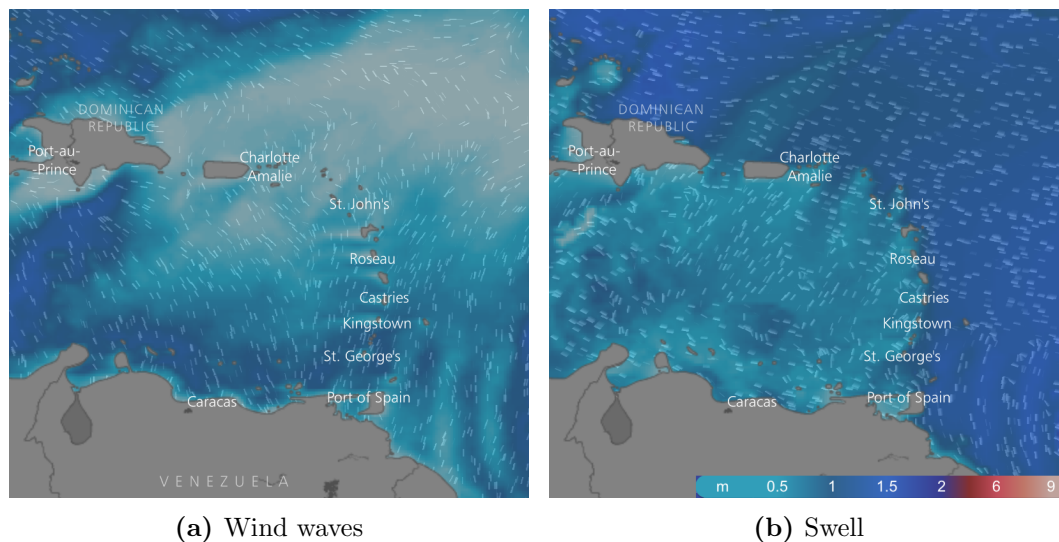 DOMINICAN
REPUBLIC
Port-au-
-Prince
Charlotte
Amalie
St. John's
Roseau
Castries
Kingstown
St. George's
Caracas
Port of Spain
VENEZUELA
(a) Wind waves
DOMINICAN
REPUBLIC
Port-au-
-Prince
Charlotte
Amalie
St. John's
Roseau
Castries
Kingstown
St. George's
Caracas
Port of Spain
m 0.5 1 1.5 2 6 9
(b) Swell